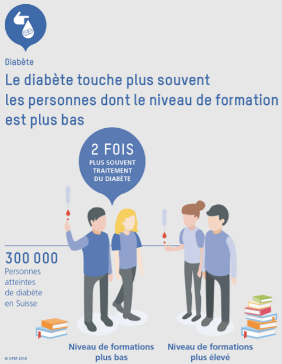 Diabète
Le diabète touche plus souvent
les personnes dont le niveau de formation
est plus bas
2 FOIS
PLUS SOUVENT
TRAITEMENT
DU DIABÈTE
300 000
Personnes
atteintes
de diabète
en Suisse
Niveau de formations
plus bas
Niveau de formations
plus élevé